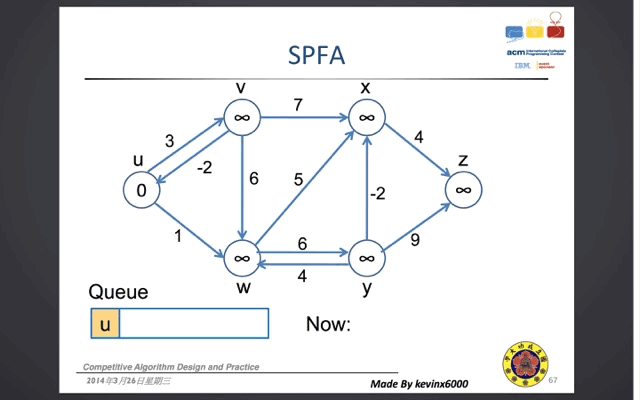 SPFA
acm International Collegiate
Programming Contest
IBM. event sponsor
v
x
∞
7
∞
3
4
u
z
-2
0
6
5
-2
∞
1
6
9
∞
∞
4
w
y
Queue
u
Now:
Competitive Algorithm Design and Practice
2014年3月26日星期三
Made By kevinx6000
67